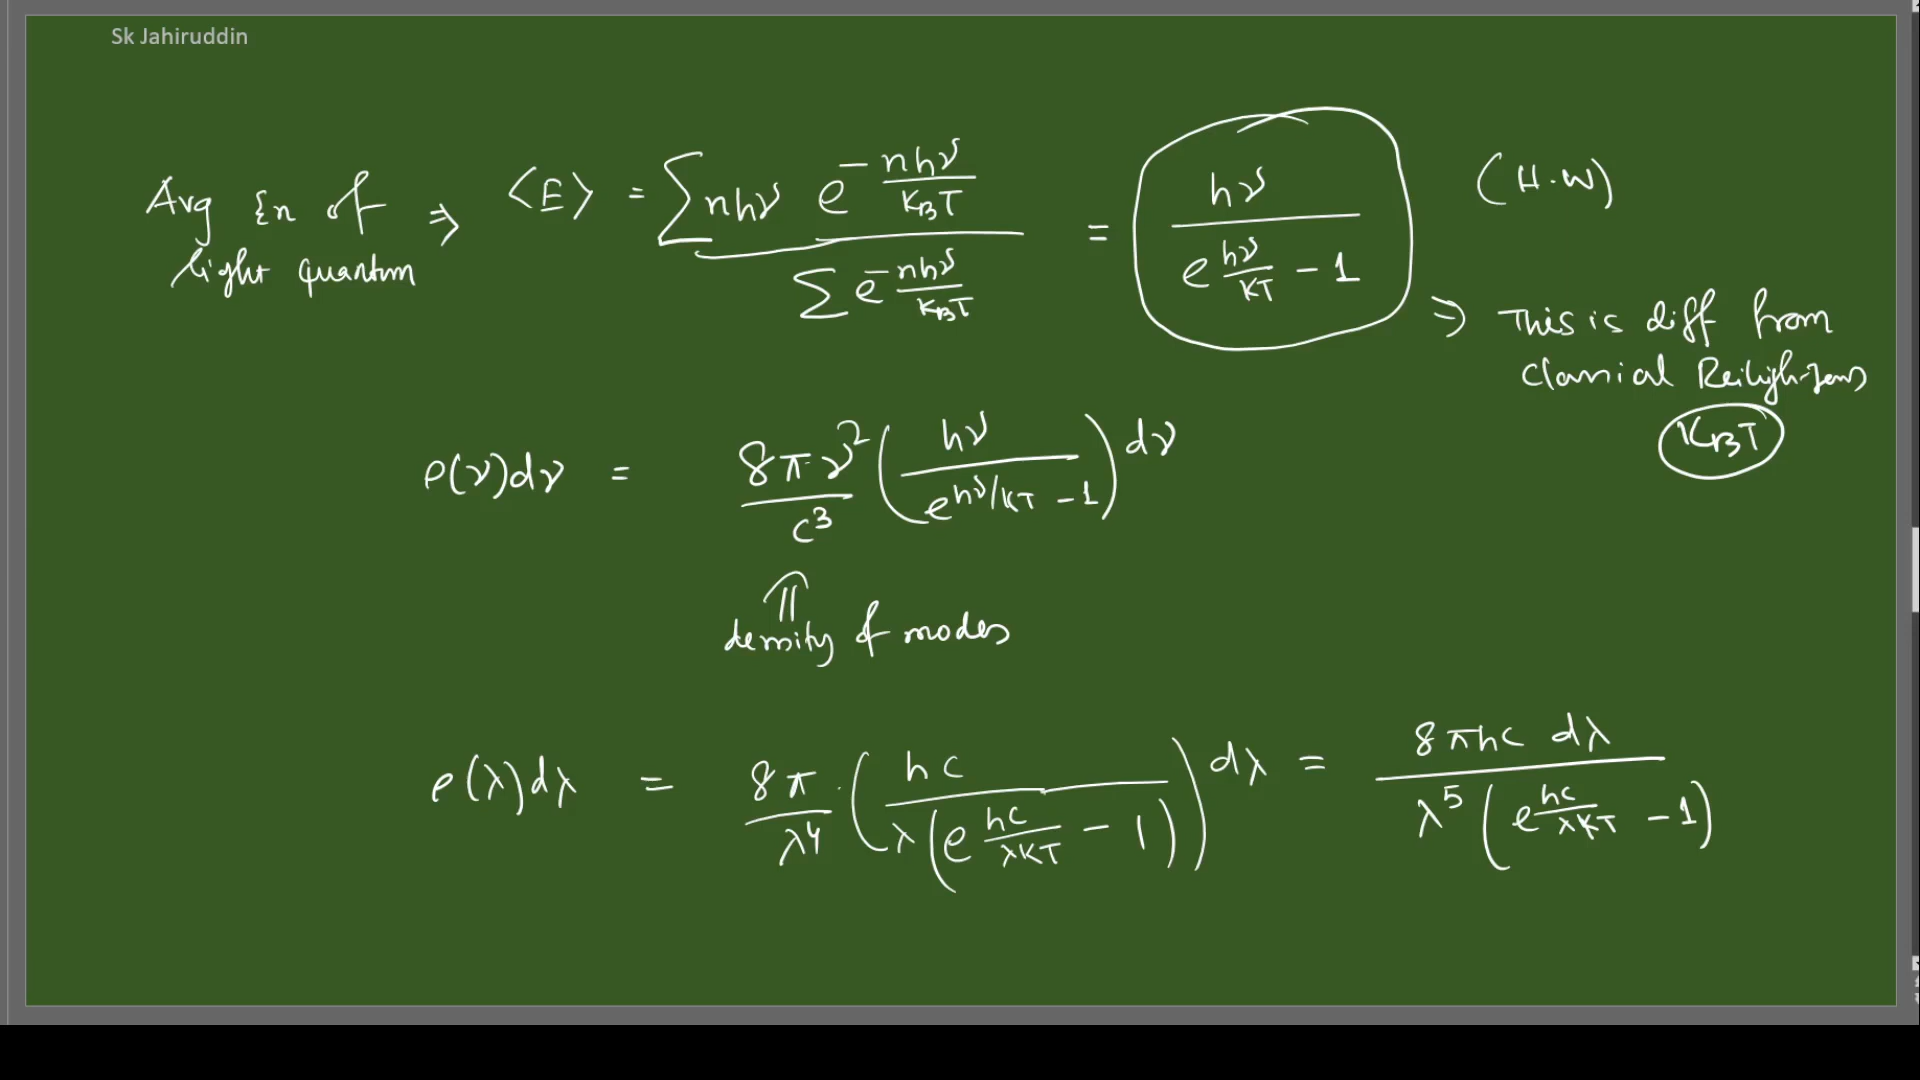 Sk Jahiruddin
Avg En of light quantum ⇒ <E> = Σ nhν e^{-nhν/K_BT} / Σ e^{-nhν/K_BT} = hν / (e^{hν/KT} - 1) (H.W)
⇒ This is diff from
classical Reiligh-Jens
K_BT
ρ(ν)dν = 8πν²/c³ (hν / (e^{hν/KT} - 1)) dν
⇑
density of modes
ρ(λ)dλ = 8π/λ⁴ · (hc / λ(e^{hc/λKT} - 1)) dλ = 8πhc dλ / λ⁵(e^{hc/λKT} - 1)